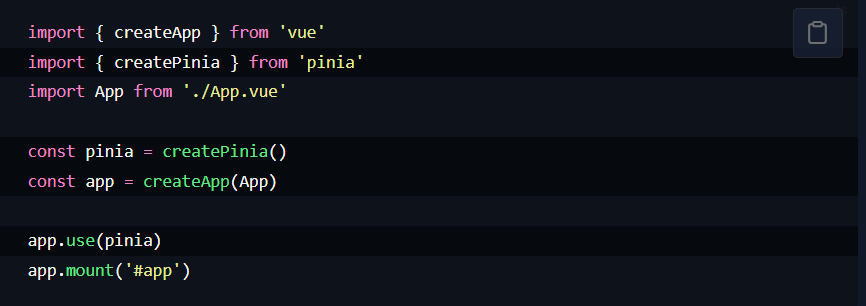 import { createApp } from 'vue'
import { createPinia } from 'pinia'
import App from './App.vue'
const pinia = createPinia()
const app = createApp(App)
app.use(pinia)
app.mount('#app')